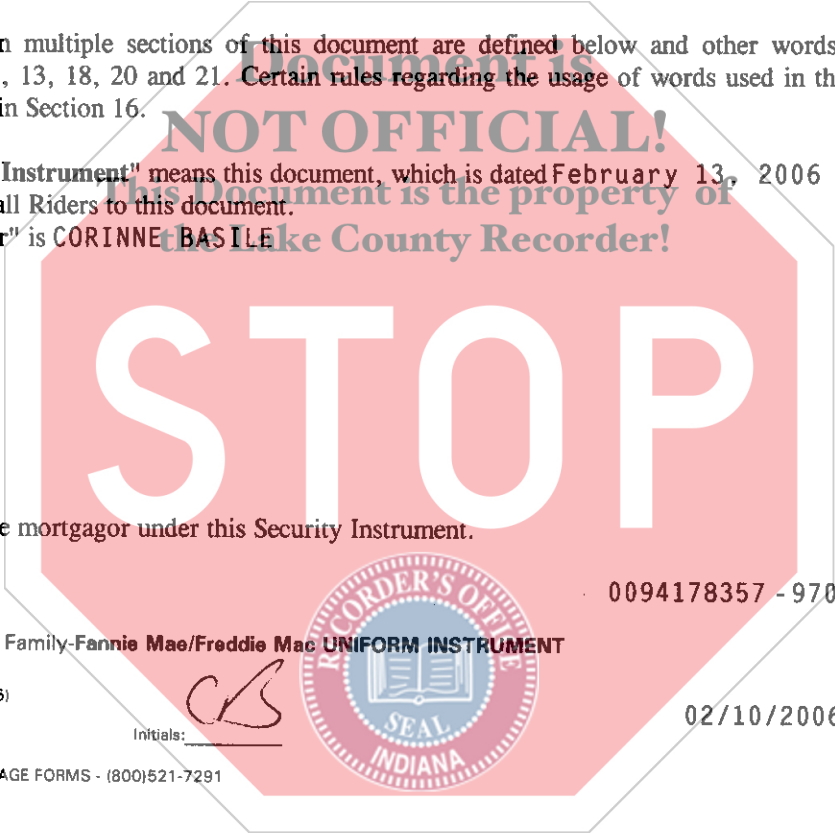 n multiple sections of this document are defined below and other words
Document is
, 13, 18, 20 and 21. Certain rules regarding the usage of words used in th
in Section 16.
NOT OFFICIAL!
Instrument" means this document, which is dated February 13, 2006
This Document is the property of
all Riders to this document.
r" is CORINNE BASILE
the Lake County Recorder!
STOP
e mortgagor under this Security Instrument.
0094178357 - 970
RECORDER'S OFFICE
Family-Fannie Mae/Freddie Mac UNIFORM INSTRUMENT
CB
02/10/2006
Initials:
SEAL
INDIANA
AGE FORMS - (800)521-7291